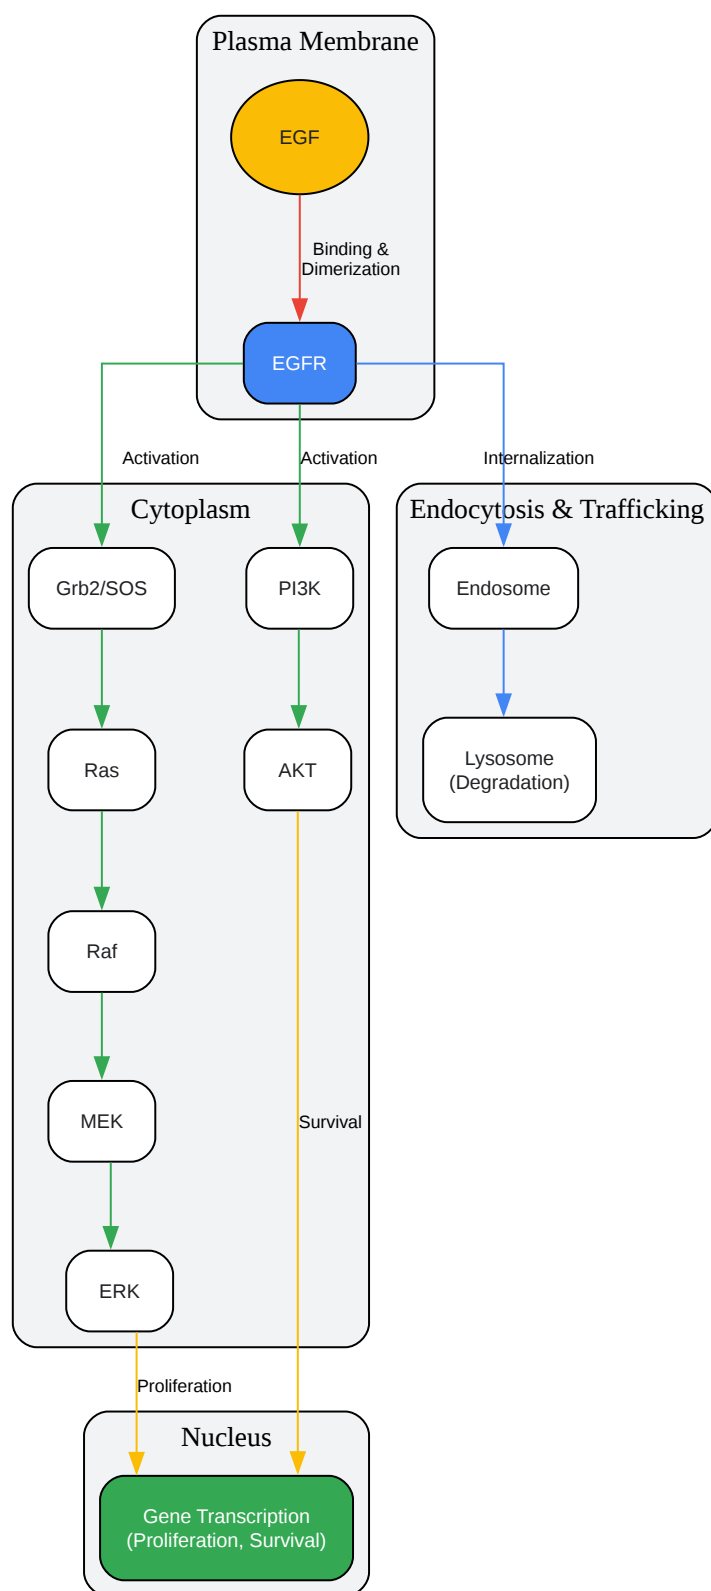 Plasma Membrane
EGF
Binding &
Dimerization
EGFR
Activation
Activation
Internalization
Cytoplasm
Endocytosis & Trafficking
Grb2/SOS
PI3K
Endosome
Ras
AKT
Lysosome
(Degradation)
Raf
MEK
Survival
ERK
Proliferation
Nucleus
Gene Transcription
(Proliferation, Survival)